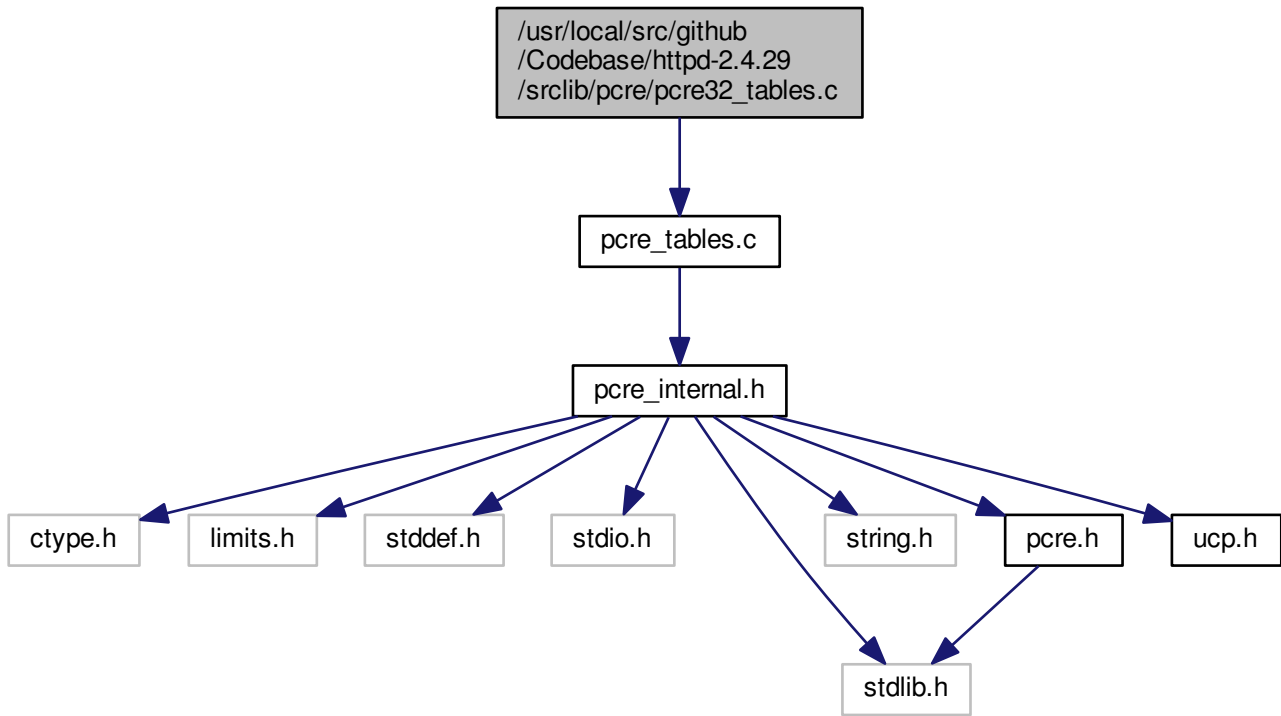 /usr/local/src/github
/Codebase/httpd-2.4.29
/srclib/pcre/pcre32_tables.c
pcre_tables.c
pcre_internal.h
ctype.h
limits.h
stddef.h
stdio.h
string.h
pcre.h
ucp.h
stdlib.h